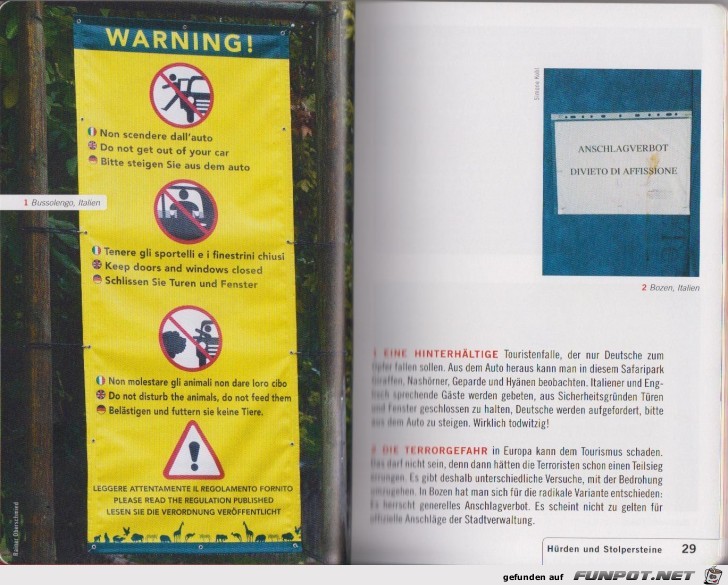 WARNING!
Non scendere dall'auto
Do not get out of your car
Bitte steigen Sie aus dem auto
1 Bussolengo, Italien
Tenere gli sportelli e i finestrini chiusi
Keep doors and windows closed
Schlissen Sie Turen und Fenster
Non molestare gli animali non dare loro cibo
Do not disturb the animals, do not feed them
Belästigen und futtern sie keine Tiere.
LEGGERE ATTENTAMENTE IL REGOLAMENTO FORNITO
PLEASE READ THE REGULATION PUBLISHED
LESEN SIE DIE VERORDNUNG VERÖFFENTLICHT
ANSCHLAGVERBOT
DIVIETO DI AFFISSIONE
2 Bozen, Italien
1 EINE HINTERHÄLTIGE Touristenfalle, der nur Deutsche zum
Opfer fallen sollen. Aus dem Auto heraus kann man in diesem Safaripark
Giraffen, Nashörner, Geparde und Hyänen beobachten. Italiener und Eng-
lisch sprechende Gäste werden gebeten, aus Sicherheitsgründen Türen
und Fenster geschlossen zu halten, Deutsche werden aufgefordert, bitte
aus dem Auto zu steigen. Wirklich todwitzig!
2 DIE TERRORGEFAHR in Europa kann dem Tourismus schaden.
Das darf nicht sein, denn dann hätten die Terroristen schon einen Teilsieg
errungen. Es gibt deshalb unterschiedliche Versuche, mit der Bedrohung
umzugehen. In Bozen hat man sich für die radikale Variante entschieden:
Es herrscht generelles Anschlagverbot. Es scheint nicht zu gelten für
offizielle Anschläge der Stadtverwaltung.
Hürden und Stolpersteine 29
gefunden auf FUNPOT.NET